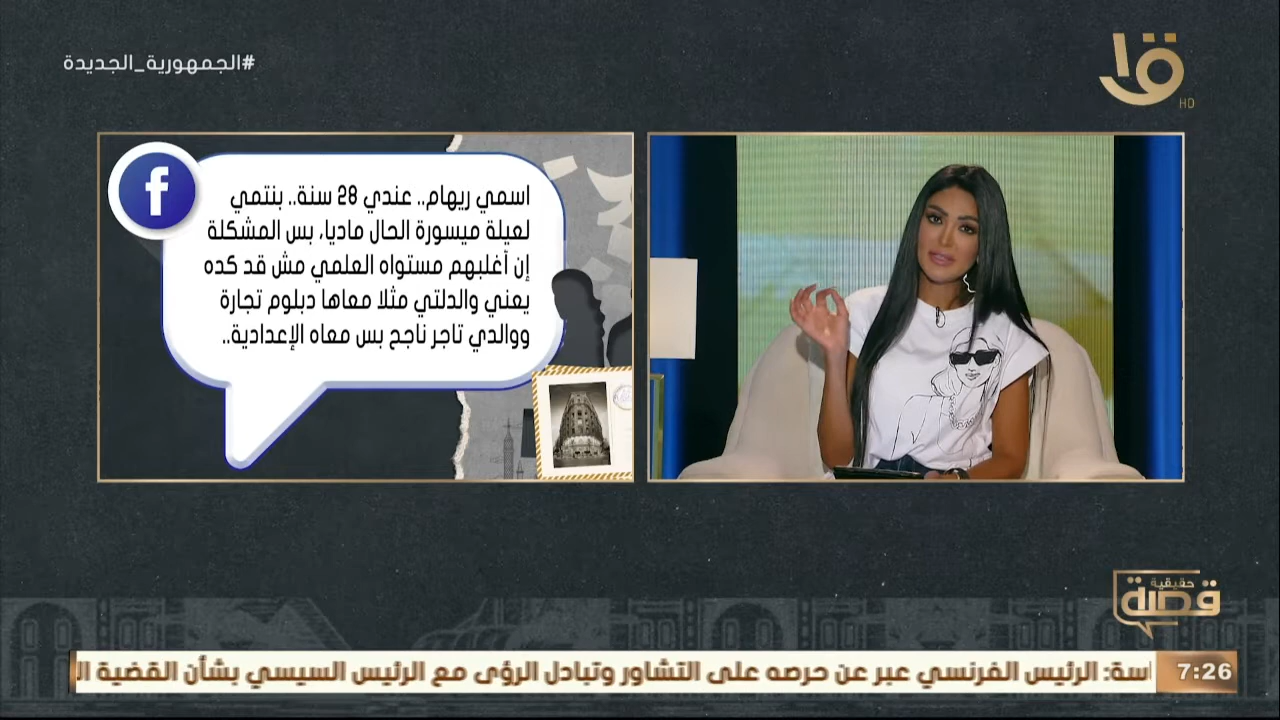 #الجمهورية_الجديدة
HD
f
اسمي ريهام.. عندي 28 سنة.. بنتمي
لعيلة ميسورة الحال ماديا، بس المشكلة
إن أغلبهم مستواه العلمي مش قد كده
يعني والدلتي مثلا معاها دبلوم تجارة
ووالدي تاجر ناجح بس معاه الإعدادية..
قصة
حقيقية
7:26
اسة: الرئيس الفرنسي عبر عن حرصه على التشاور وتبادل الرؤى مع الرئيس السيسي بشأن القضية ال